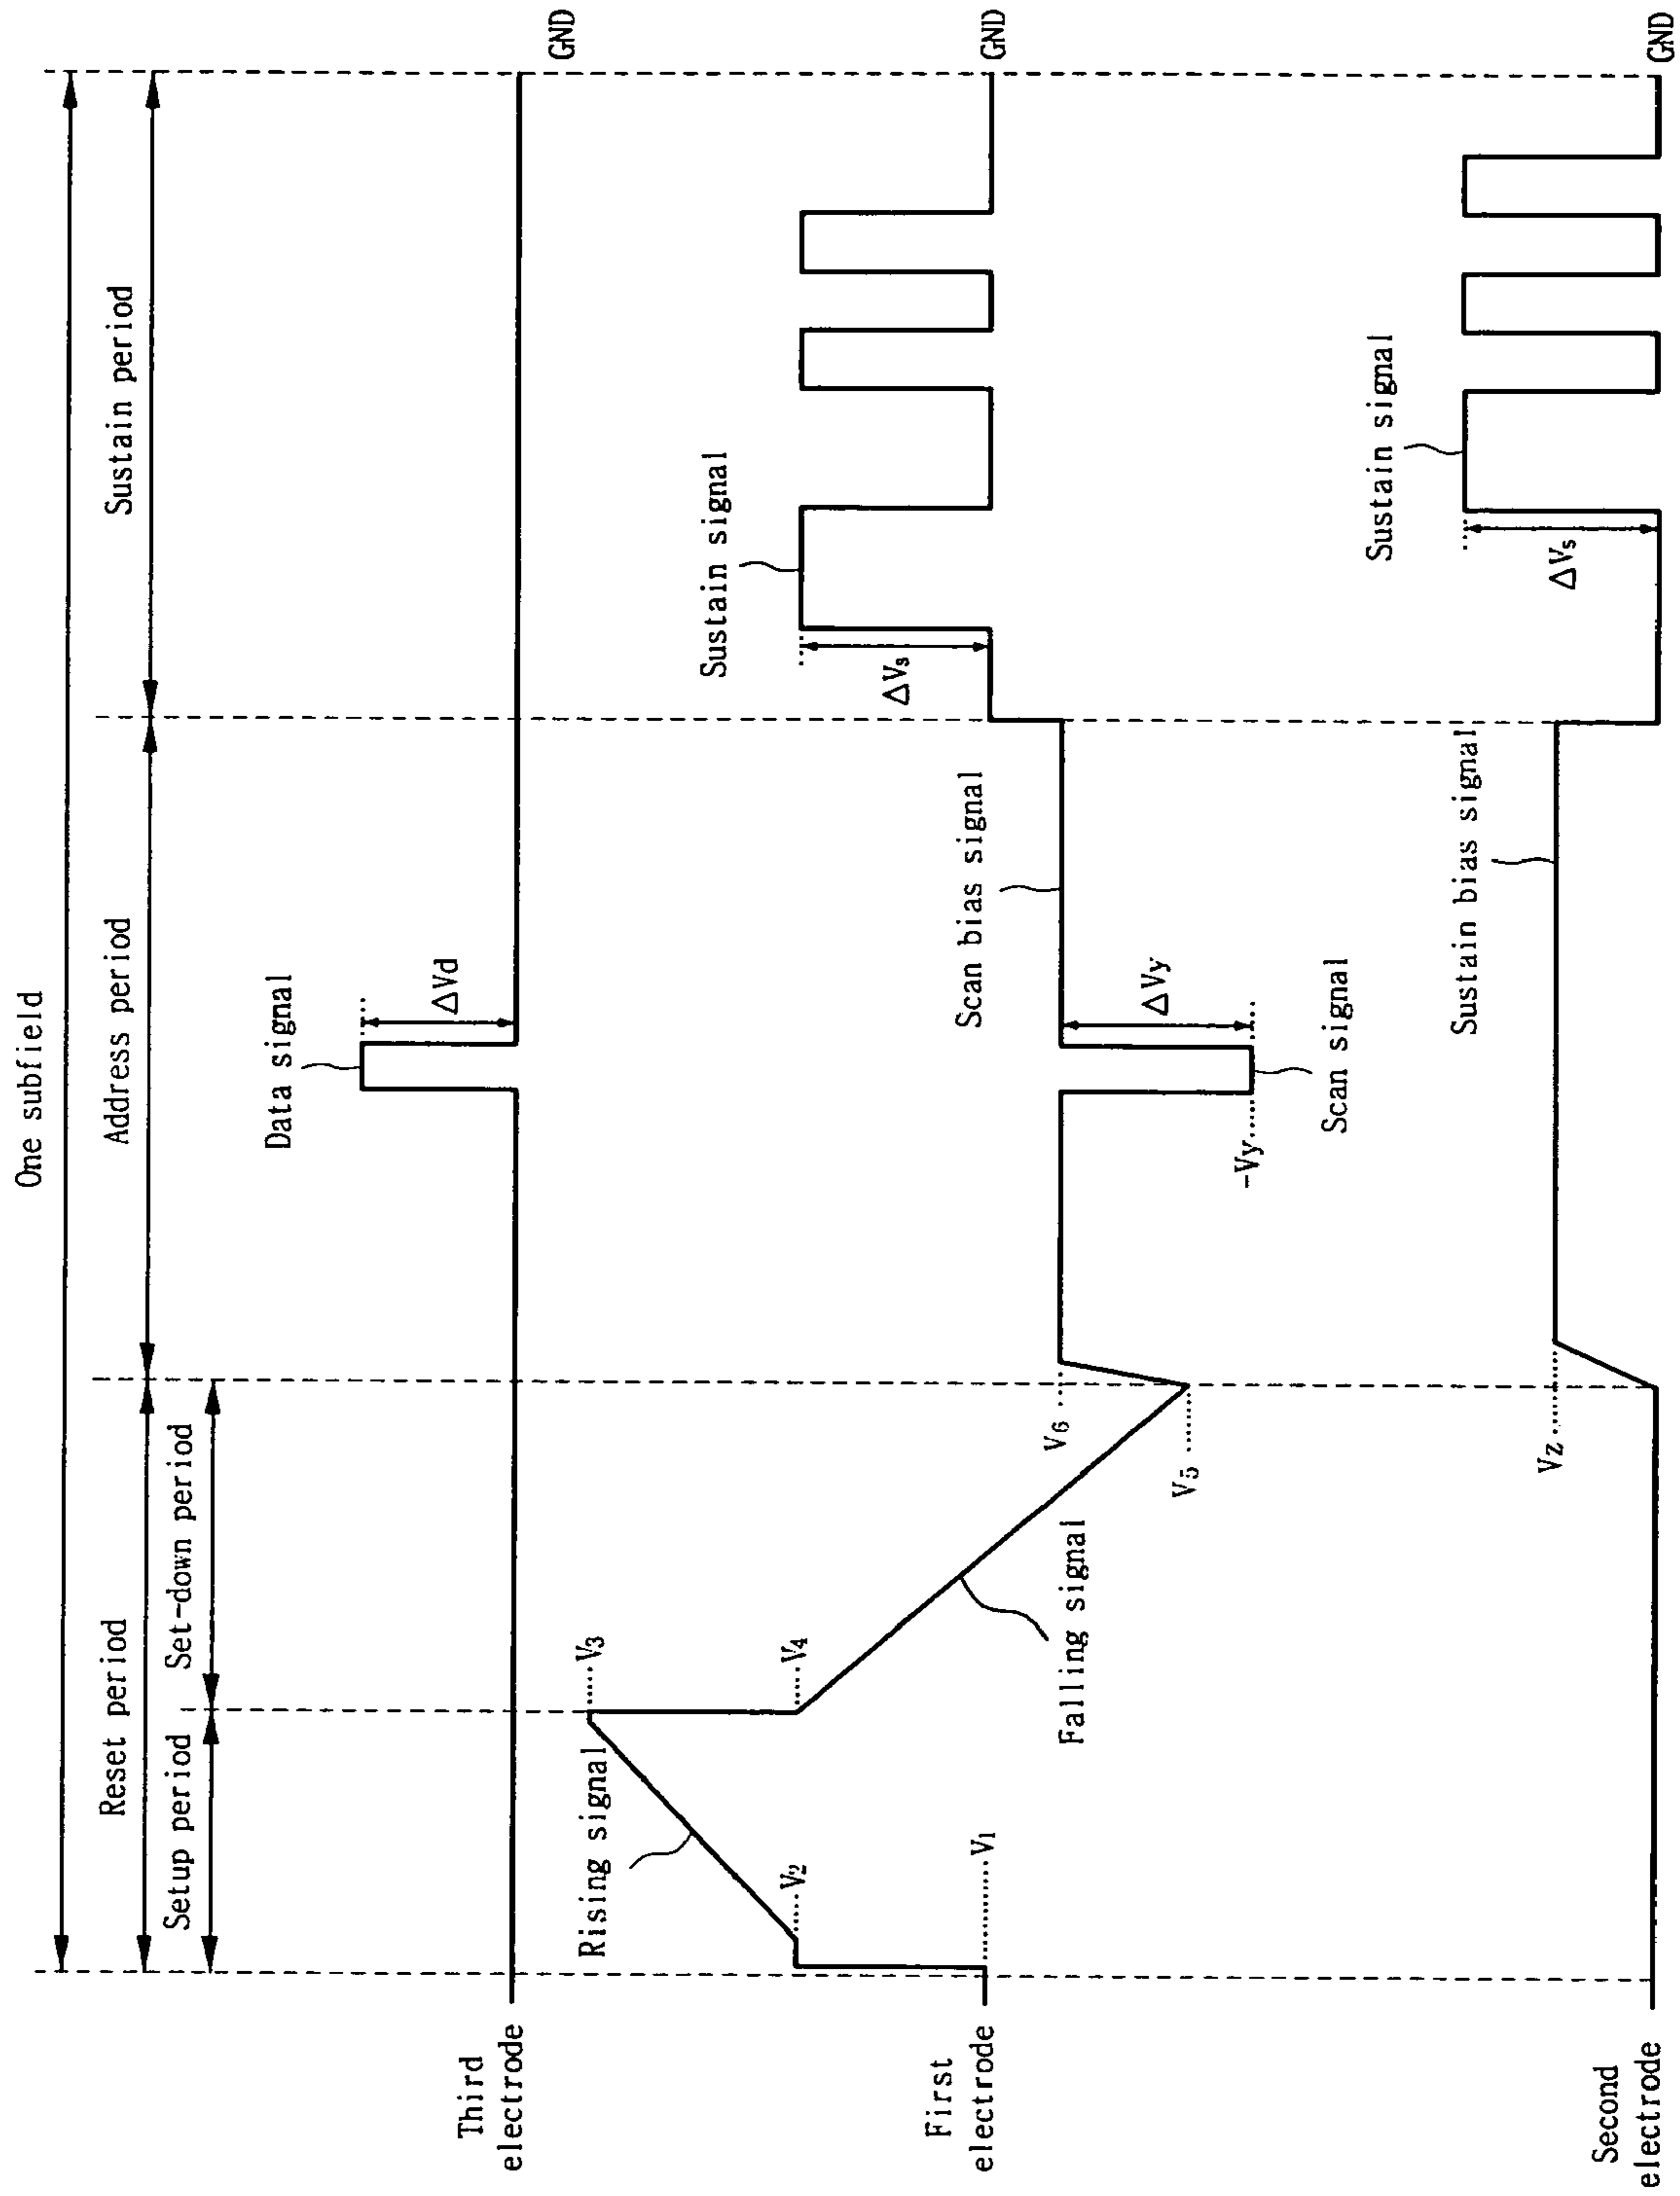 One subfield
Reset period
Address period
Sustain period
Setup period
Set-down period
Data signal
ΔVd
Third
electrode
GND
Rising signal
V3
V2
V4
V1
Falling signal
V6
V5
First
electrode
Scan bias signal
ΔVy
-Vy
Scan signal
Sustain signal
ΔVs
GND
Sustain bias signal
Vz
Sustain signal
ΔVs
Second
electrode
GND